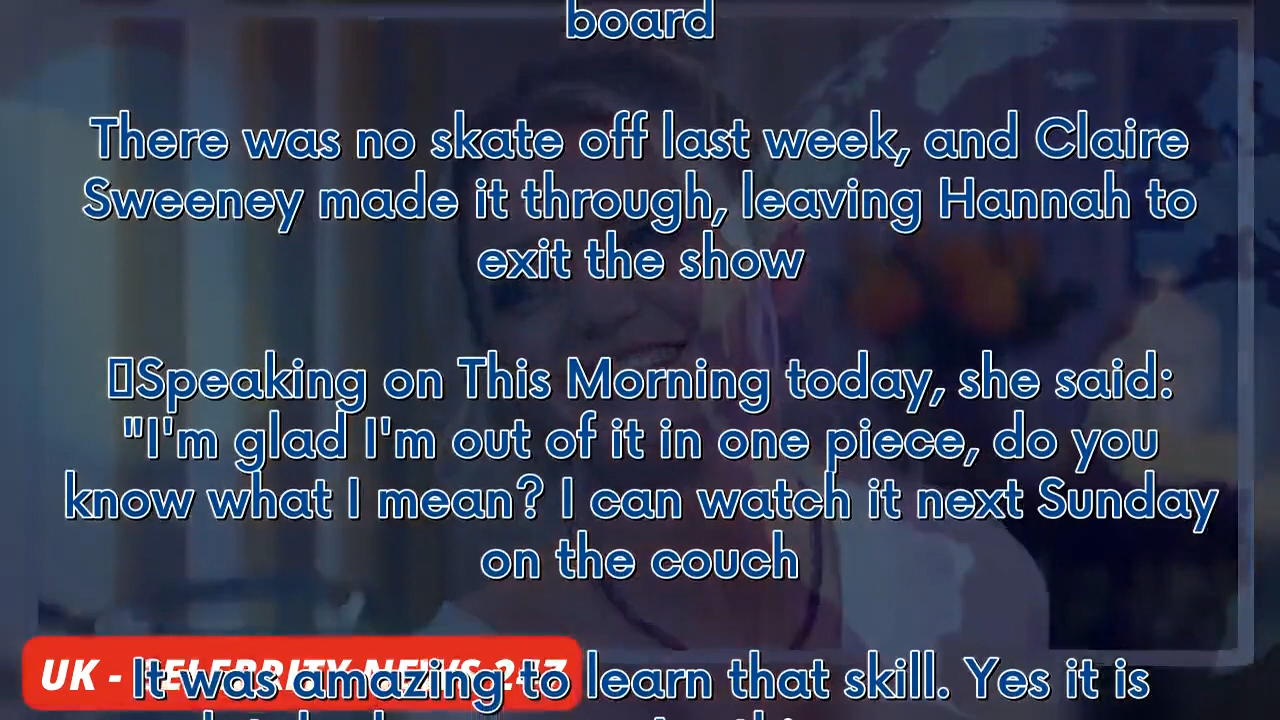 board
There was no skate off last week, and Claire
Sweeney made it through, leaving Hannah to
exit the show
Speaking on This Morning today, she said:
"I'm glad I'm out of it in one piece, do you
know what I mean? I can watch it next Sunday
on the couch
It was amazing to learn that skill. Yes it is
UK - CELEBRITY NEWS 247